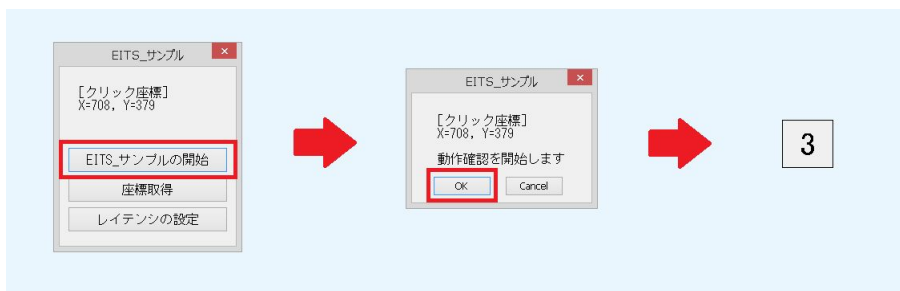 EITS_サンプル
[クリック座標]
X=708, Y=379
EITS_サンプルの開始
座標取得
レイテンシの設定
EITS_サンプル
[クリック座標]
X=708, Y=379
動作確認を開始します
OK
Cancel
3